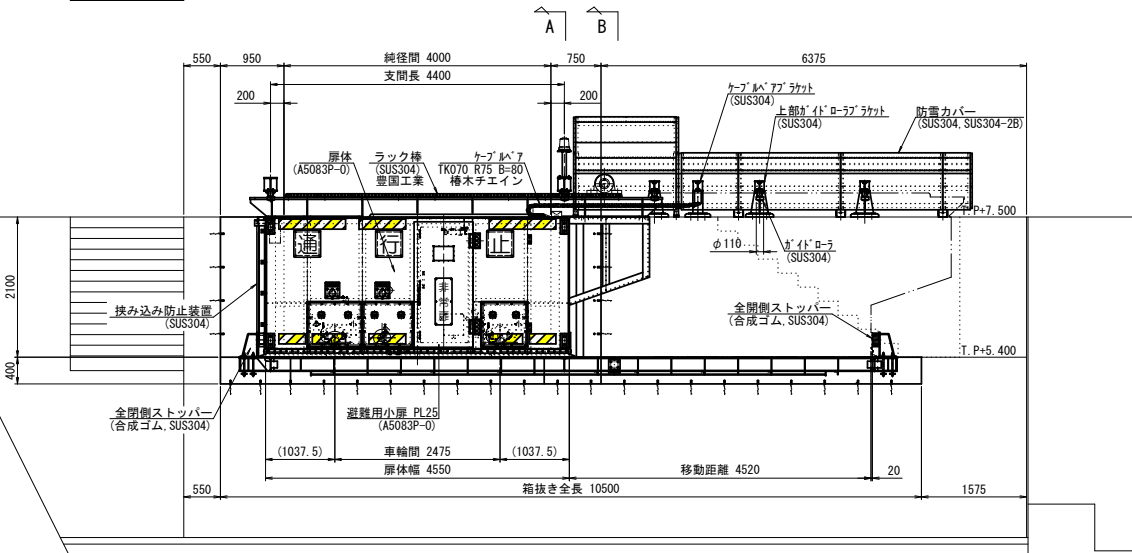 A
B
550
950
純径間 4000
750
6375
支間長 4400
200
200
ケーブルベアブラケット
(SUS304)
上部ガイドローラブラケット
(SUS304)
防雪カバー
(SUS304, SUS304-2B)
扉体
(A5083P-O)
ラック棒
(SUS304)
豊国工業
ケーブルベア
TK070 R75 B=80
椿木チエイン
T.P+7.500
通
行
止
非常扉
φ110
ガイドローラ
(SUS304)
2100
挟み込み防止装置
(SUS304)
全開側ストッパー
(合成ゴム, SUS304)
T.P+5.400
400
全閉側ストッパー
(合成ゴム, SUS304)
避難用小扉 PL25
(A5083P-O)
(1037.5)
車輪間 2475
(1037.5)
扉体幅 4550
移動距離 4520
20
550
箱抜き全長 10500
1575